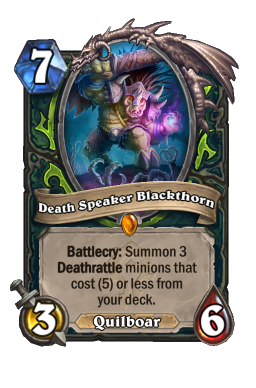 7
Death Speaker Blackthorn
Battlecry: Summon 3
Deathrattle minions that
cost (5) or less from
your deck.
3
Quilboar
6